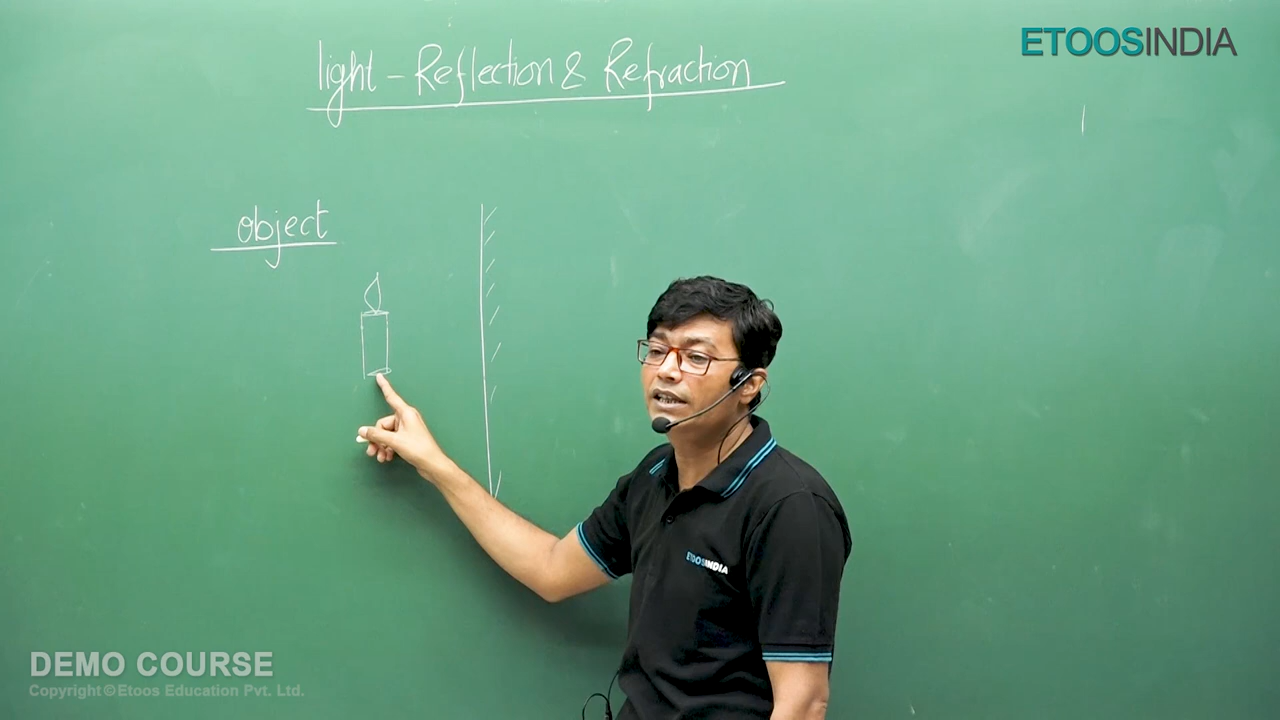 light - Reflection & Refraction
ETOOSINDIA
object
ETOOSINDIA
DEMO COURSE
Copyright © Etoos Education Pvt. Ltd.